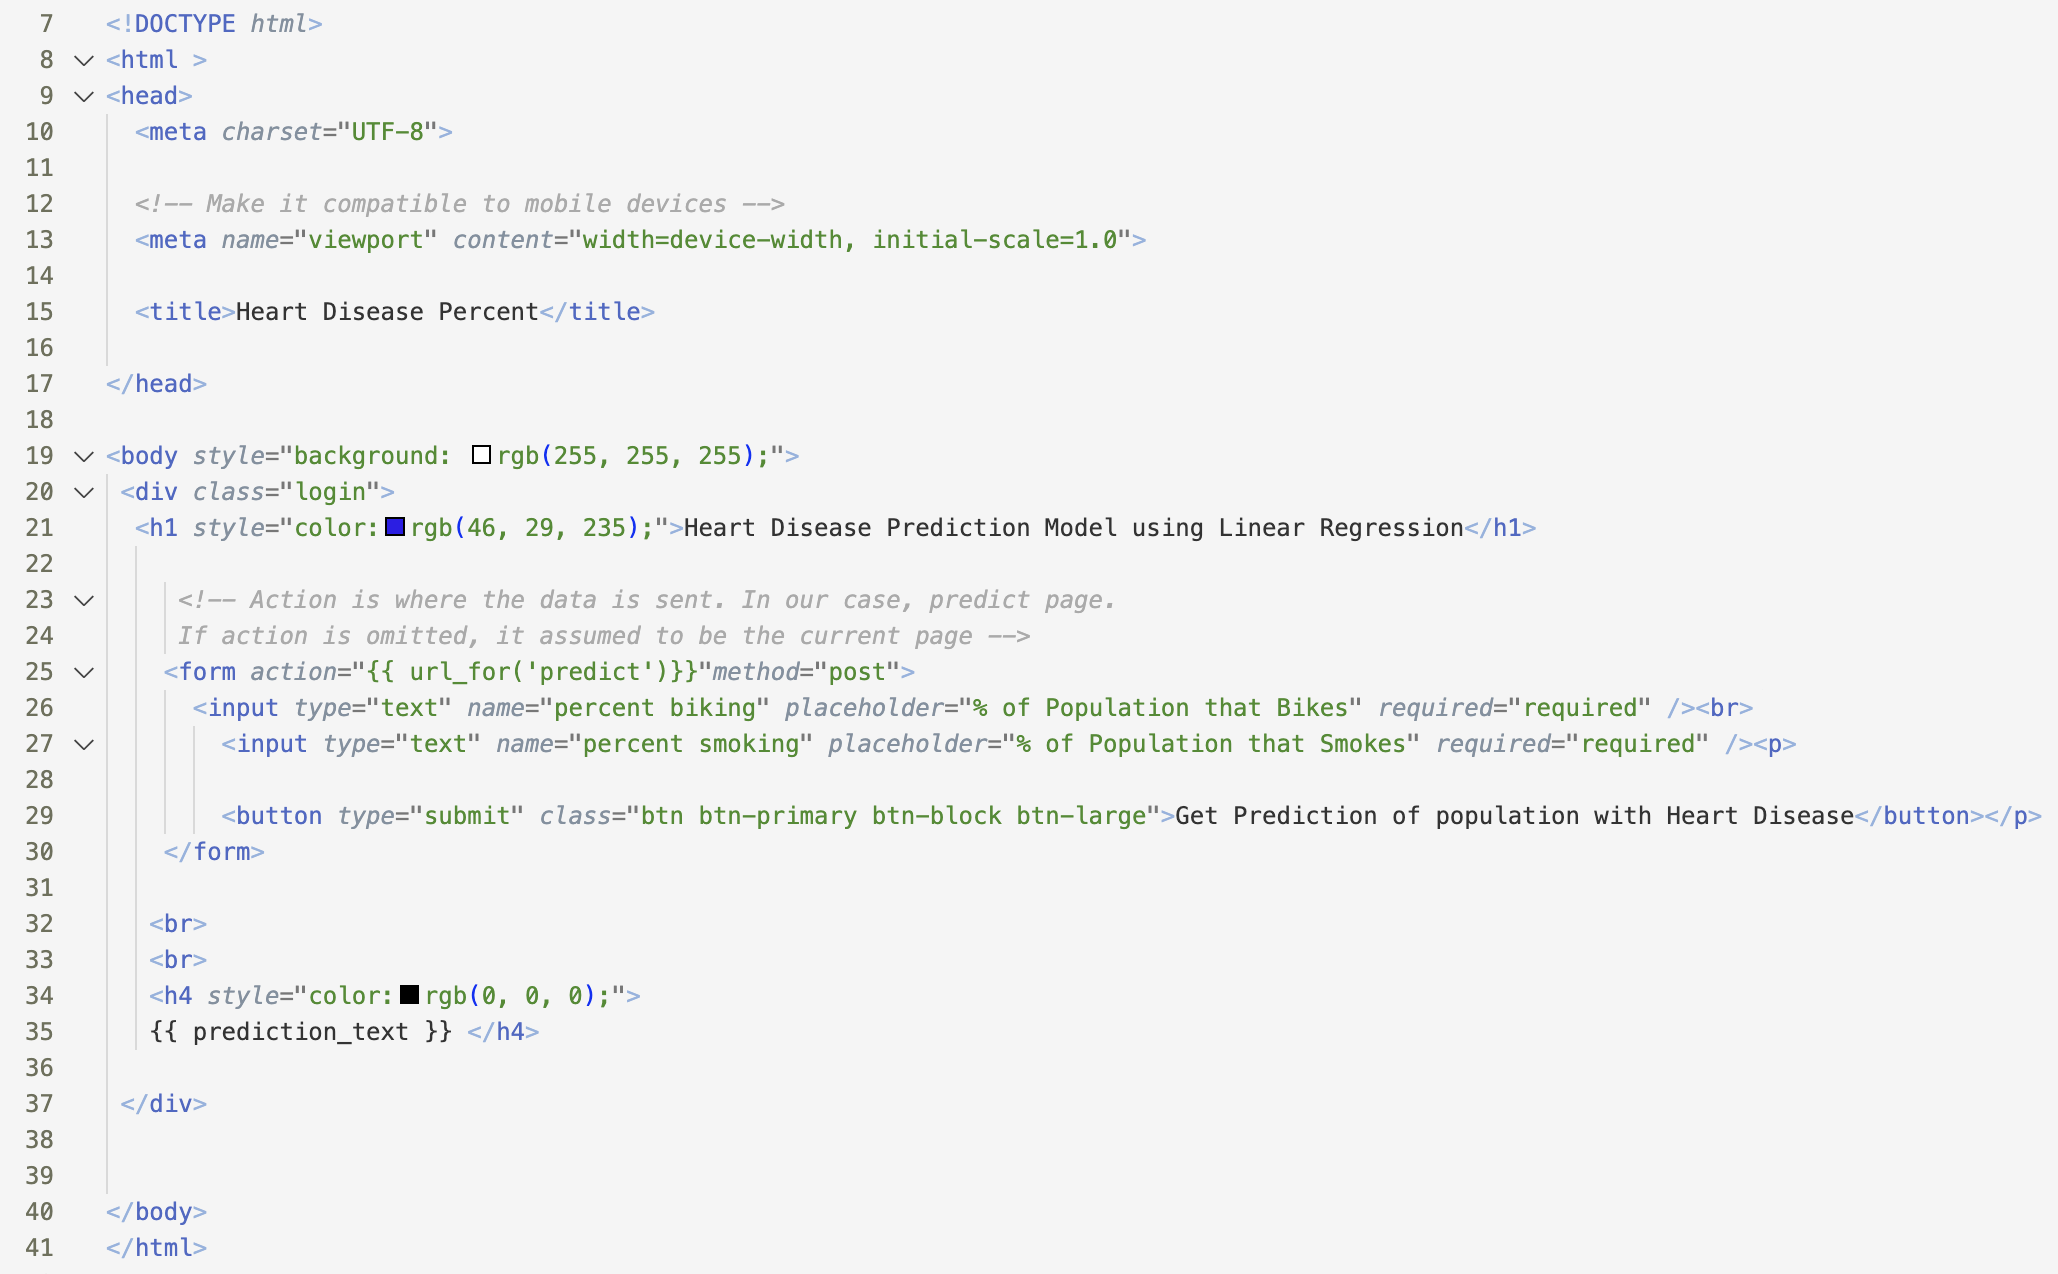 7 <!DOCTYPE html>
8 <html >
9 <head>
10 <meta charset="UTF-8">
11
12 <!-- Make it compatible to mobile devices -->
13 <meta name="viewport" content="width=device-width, initial-scale=1.0">
14
15 <title>Heart Disease Percent</title>
16
17 </head>
18
19 <body style="background: rgb(255, 255, 255);">
20 <div class="login">
21 <h1 style="color:rgb(46, 29, 235);">Heart Disease Prediction Model using Linear Regression</h1>
22
23 <!-- Action is where the data is sent. In our case, predict page.
24 If action is omitted, it assumed to be the current page -->
25 <form action="{{ url_for('predict')}}"method="post">
26 <input type="text" name="percent biking" placeholder="% of Population that Bikes" required="required" /><br>
27 <input type="text" name="percent smoking" placeholder="% of Population that Smokes" required="required" /><p>
28
29 <button type="submit" class="btn btn-primary btn-block btn-large">Get Prediction of population with Heart Disease</button></p>
30 </form>
31
32 <br>
33 <br>
34 <h4 style="color:rgb(0, 0, 0);">
35 {{ prediction_text }} </h4>
36
37 </div>
38
39
40 </body>
41 </html>